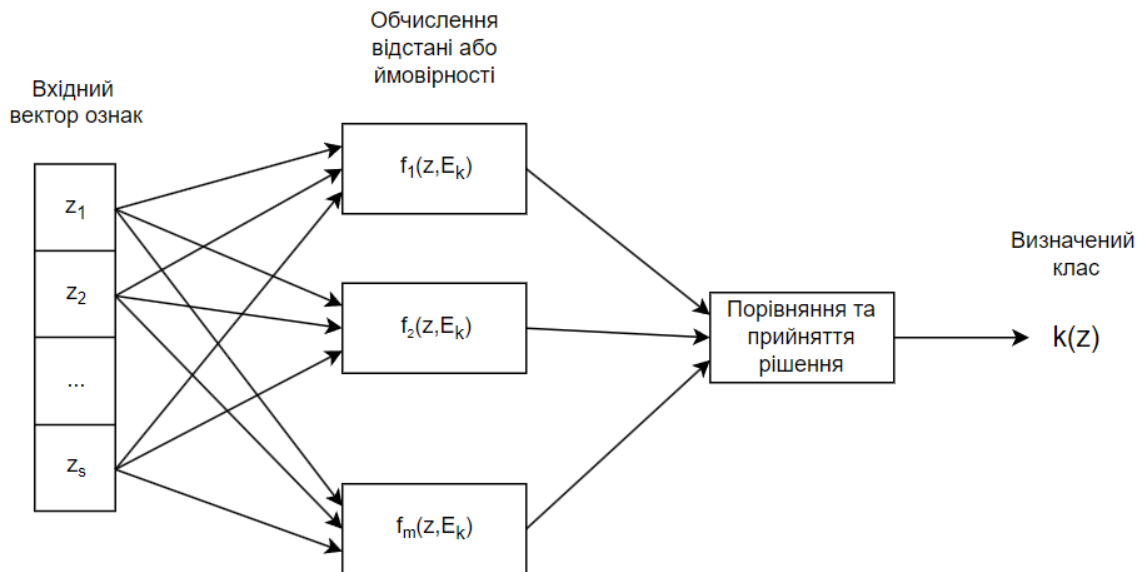 Вхідний
вектор ознак
z1
z2
...
zs
Обчислення
відстані або
ймовірності
f1(z,Ek)
f2(z,Ek)
fm(z,Ek)
Порівняння та
прийняття
рішення
Визначений
клас
k(z)